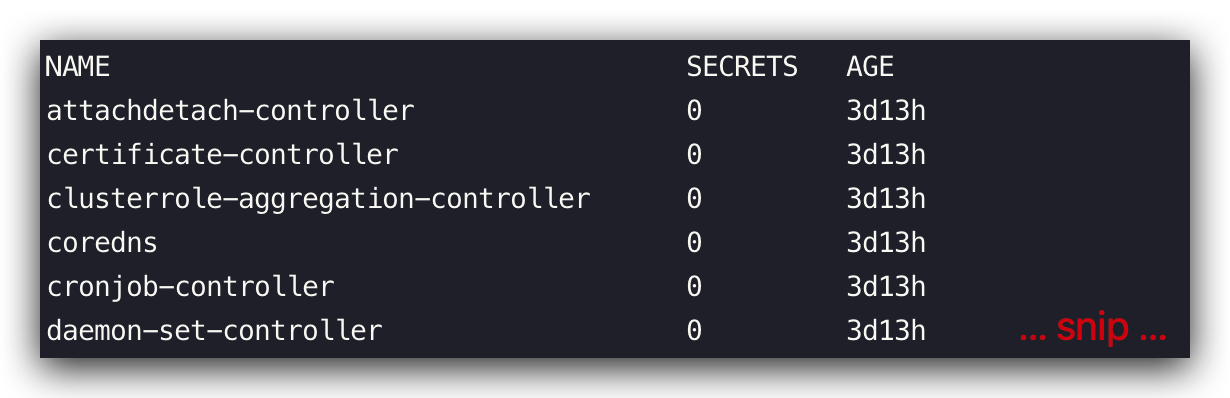 NAME SECRETS AGE
attachdetach-controller 0 3d13h
certificate-controller 0 3d13h
clusterrole-aggregation-controller 0 3d13h
coredns 0 3d13h
cronjob-controller 0 3d13h
daemon-set-controller 0 3d13h ... snip ...